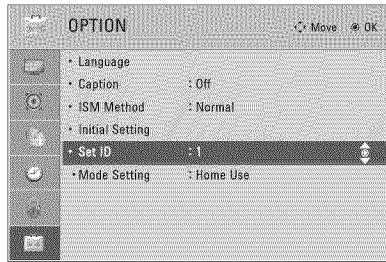 OPTION Move OK
• Language
• Caption : Off
• ISM Method : Normal
• Initial Setting
• Set ID : 1
• Mode Setting : Home Use